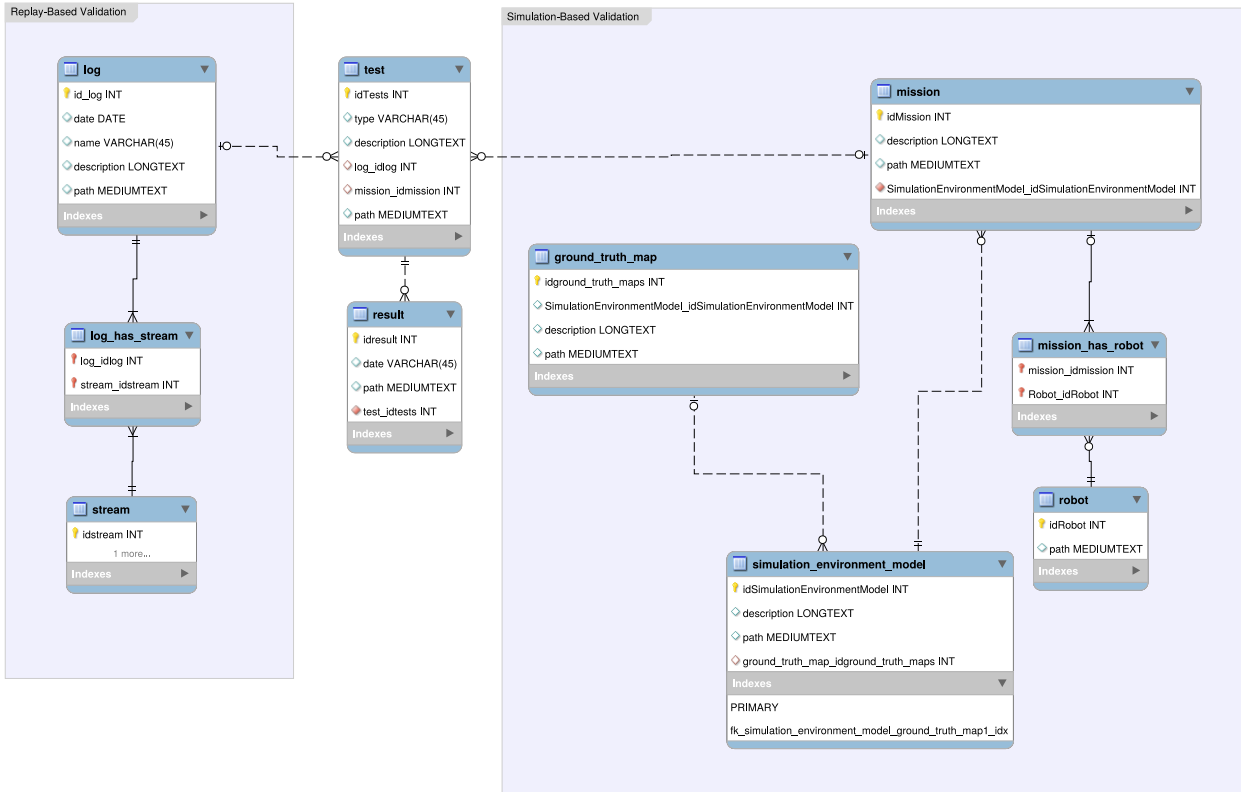 Replay-Based Validation
log
id_log INT
date DATE
name VARCHAR(45)
description LONGTEXT
path MEDIUMTEXT
Indexes
log_has_stream
log_idlog INT
stream_idstream INT
Indexes
stream
idstream INT
1 more...
Indexes
test
idTests INT
type VARCHAR(45)
description LONGTEXT
log_idlog INT
mission_idmission INT
path MEDIUMTEXT
Indexes
result
idresult INT
date VARCHAR(45)
path MEDIUMTEXT
test_idtests INT
Indexes
Simulation-Based Validation
mission
idMission INT
description LONGTEXT
path MEDIUMTEXT
SimulationEnvironmentModel_idSimulationEnvironmentModel INT
Indexes
ground_truth_map
idground_truth_maps INT
SimulationEnvironmentModel_idSimulationEnvironmentModel INT
description LONGTEXT
path MEDIUMTEXT
Indexes
mission_has_robot
mission_idmission INT
Robot_idRobot INT
Indexes
robot
idRobot INT
path MEDIUMTEXT
Indexes
simulation_environment_model
idSimulationEnvironmentModel INT
description LONGTEXT
path MEDIUMTEXT
ground_truth_map_idground_truth_maps INT
Indexes
PRIMARY
fk_simulation_environment_model_ground_truth_map1_idx